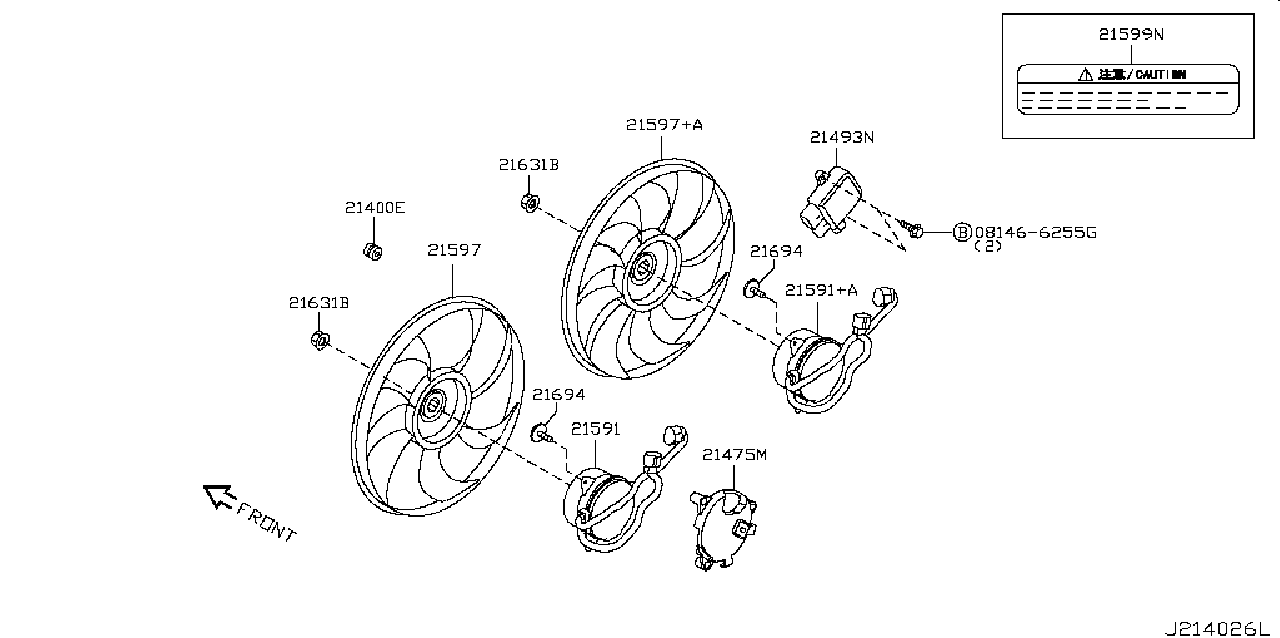 21599N
注意/CAUTION
21597+A
21493N
21631B
21400E
B 08146-6255G
(2)
21597
21694
21591+A
21631B
21694
21591
21475M
FRONT
J214026L